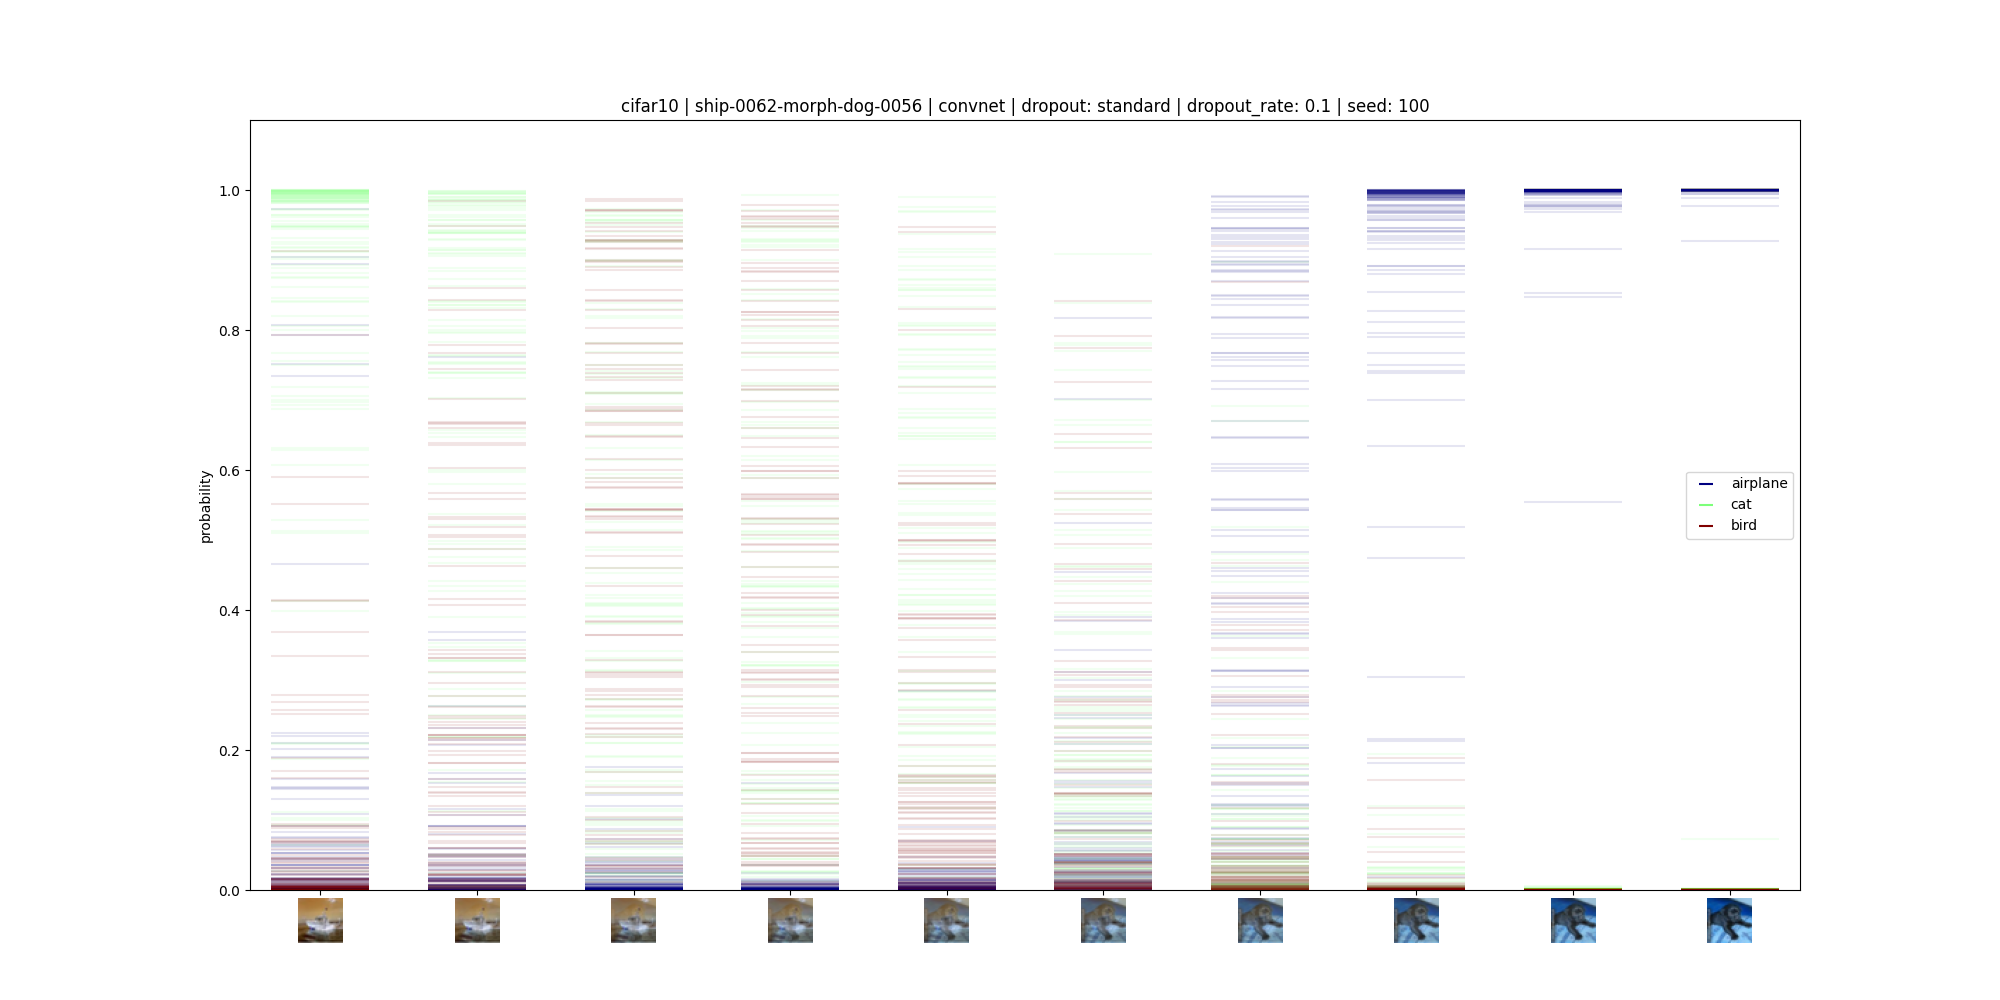 cifar10 | ship-0062-morph-dog-0056 | convnet | dropout: standard | dropout_rate: 0.1 | seed: 100
probability
1.0
0.8
0.6
0.4
0.2
0.0
airplane
cat
bird